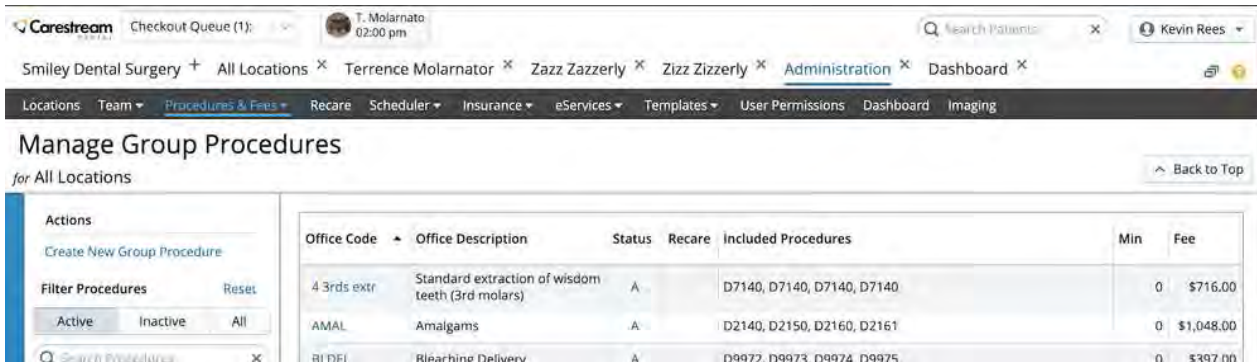 Carestream Checkout Queue (1): T. Molarnato Search Patients Kevin Rees
DENTAL 02:00 pm
Smiley Dental Surgery + All Locations × Terrence Molarnator × Zazz Zazzerly × Zizz Zizzerly × Administration × Dashboard ×
Locations Team Procedures & Fees Recare Scheduler Insurance eServices Templates User Permissions Dashboard Imaging
Manage Group Procedures
for All Locations
Back to Top
Actions
Create New Group Procedure
Filter Procedures Reset
Active Inactive All
Search Procedures
Office Code Office Description Status Recare Included Procedures Min Fee
4 3rds extr Standard extraction of wisdom teeth (3rd molars) A D7140, D7140, D7140, D7140 0 $716.00
AMAL Amalgams A D2140, D2150, D2160, D2161 0 $1,048.00
BLDEL Bleaching Delivery A D9972, D9973, D9974, D9975 0 $397.00